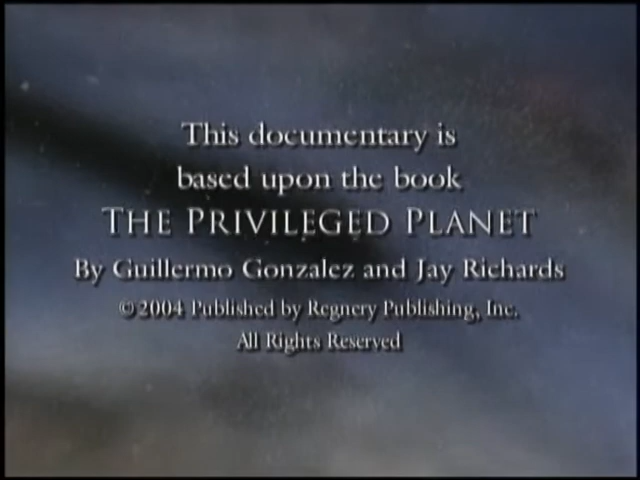 This documentary is
based upon the book
THE PRIVILEGED PLANET
By Guillermo Gonzalez and Jay Richards
©2004 Published by Regnery Publishing, Inc.
All Rights Reserved